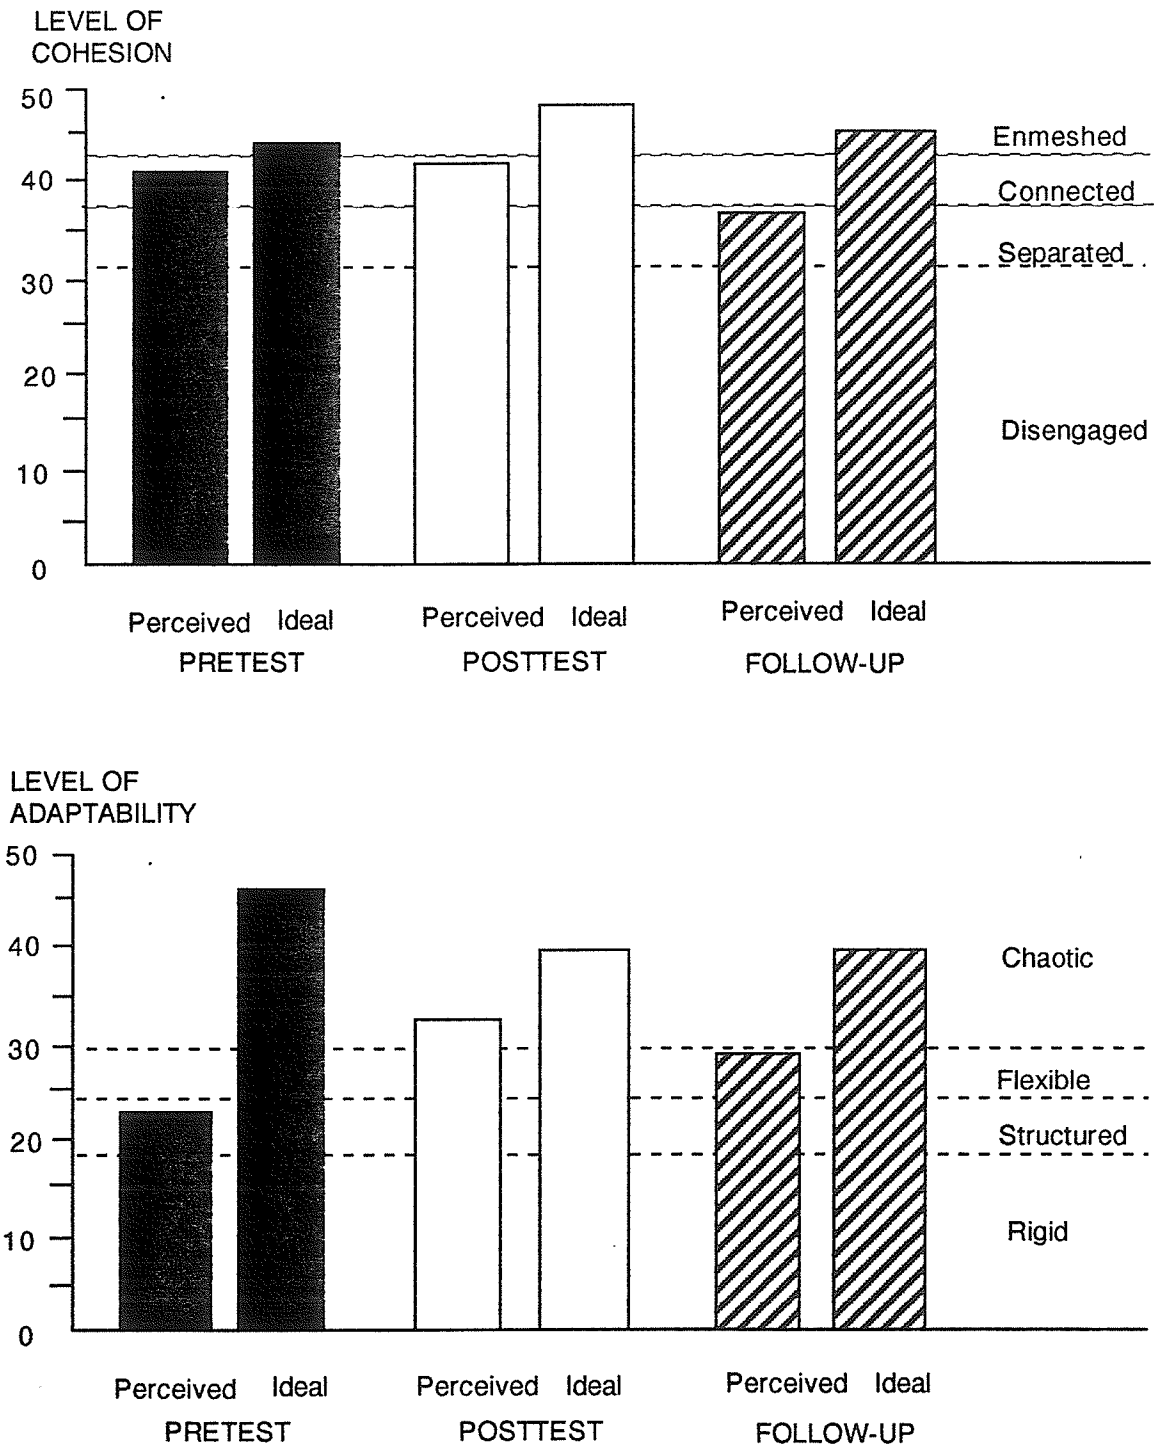 LEVEL OF
COHESION
50
40
30
20
10
0
Enmeshed
Connected
Separated
Disengaged
Perceived Ideal Perceived Ideal Perceived Ideal
PRETEST POSTTEST FOLLOW-UP
LEVEL OF
ADAPTABILITY
50
40
30
20
10
0
Chaotic
Flexible
Structured
Rigid
Perceived Ideal Perceived Ideal Perceived Ideal
PRETEST POSTTEST FOLLOW-UP